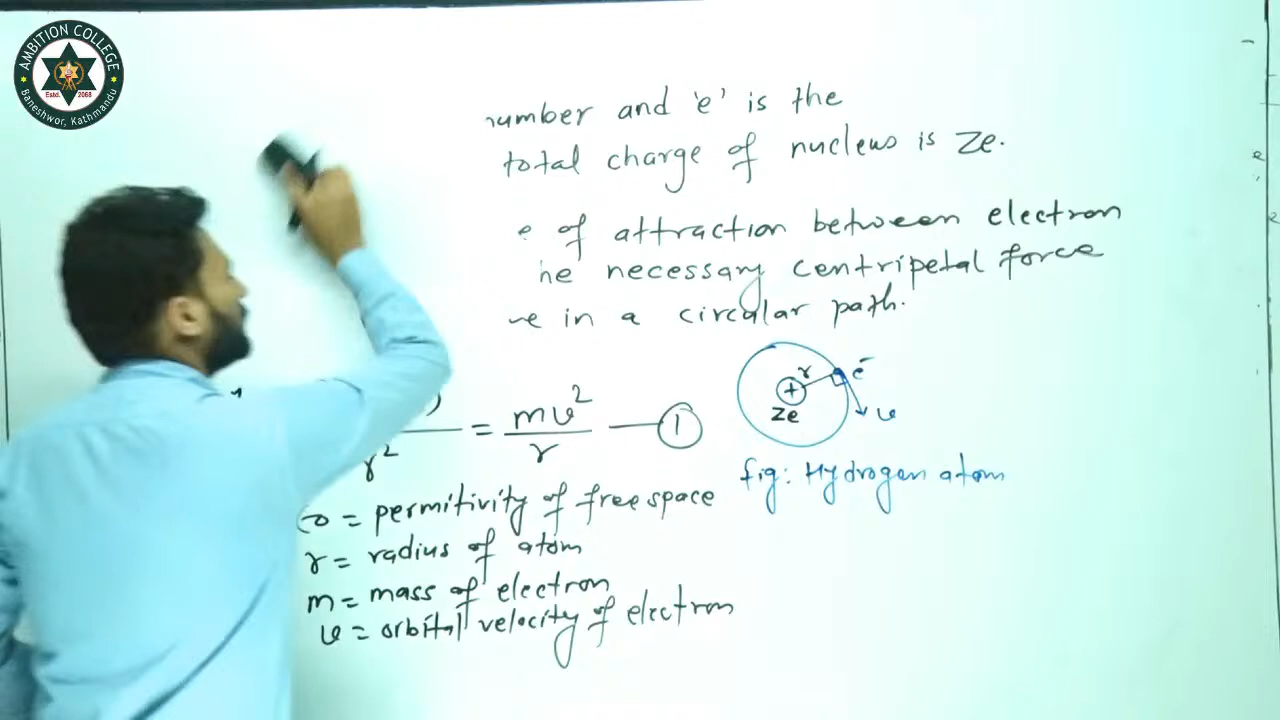 AMBITION COLLEGE
Estd. 2068
Baneshwor, Kathmandu
number and 'e' is the
total charge of nucleus is Ze.
e of attraction between electron
he necessary centripetal force
ve in a circular path.
r² = mv²/r — ①
r e⁻
Ze v
fig: Hydrogen atom
= permitivity of free space
r = radius of atom
m = mass of electron
v = orbital velocity of electron